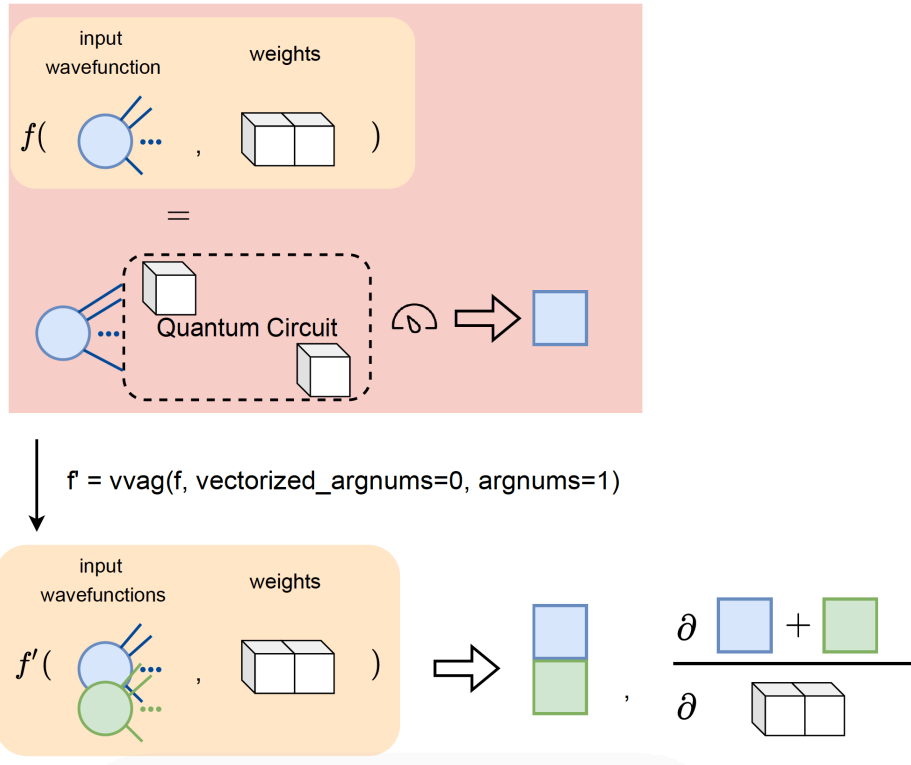 input
wavefunction
weights
f( , )
=
Quantum Circuit
f' = vvag(f, vectorized_argnums=0, argnums=1)
input
wavefunctions
weights
f′( , )
,
∂ +
∂